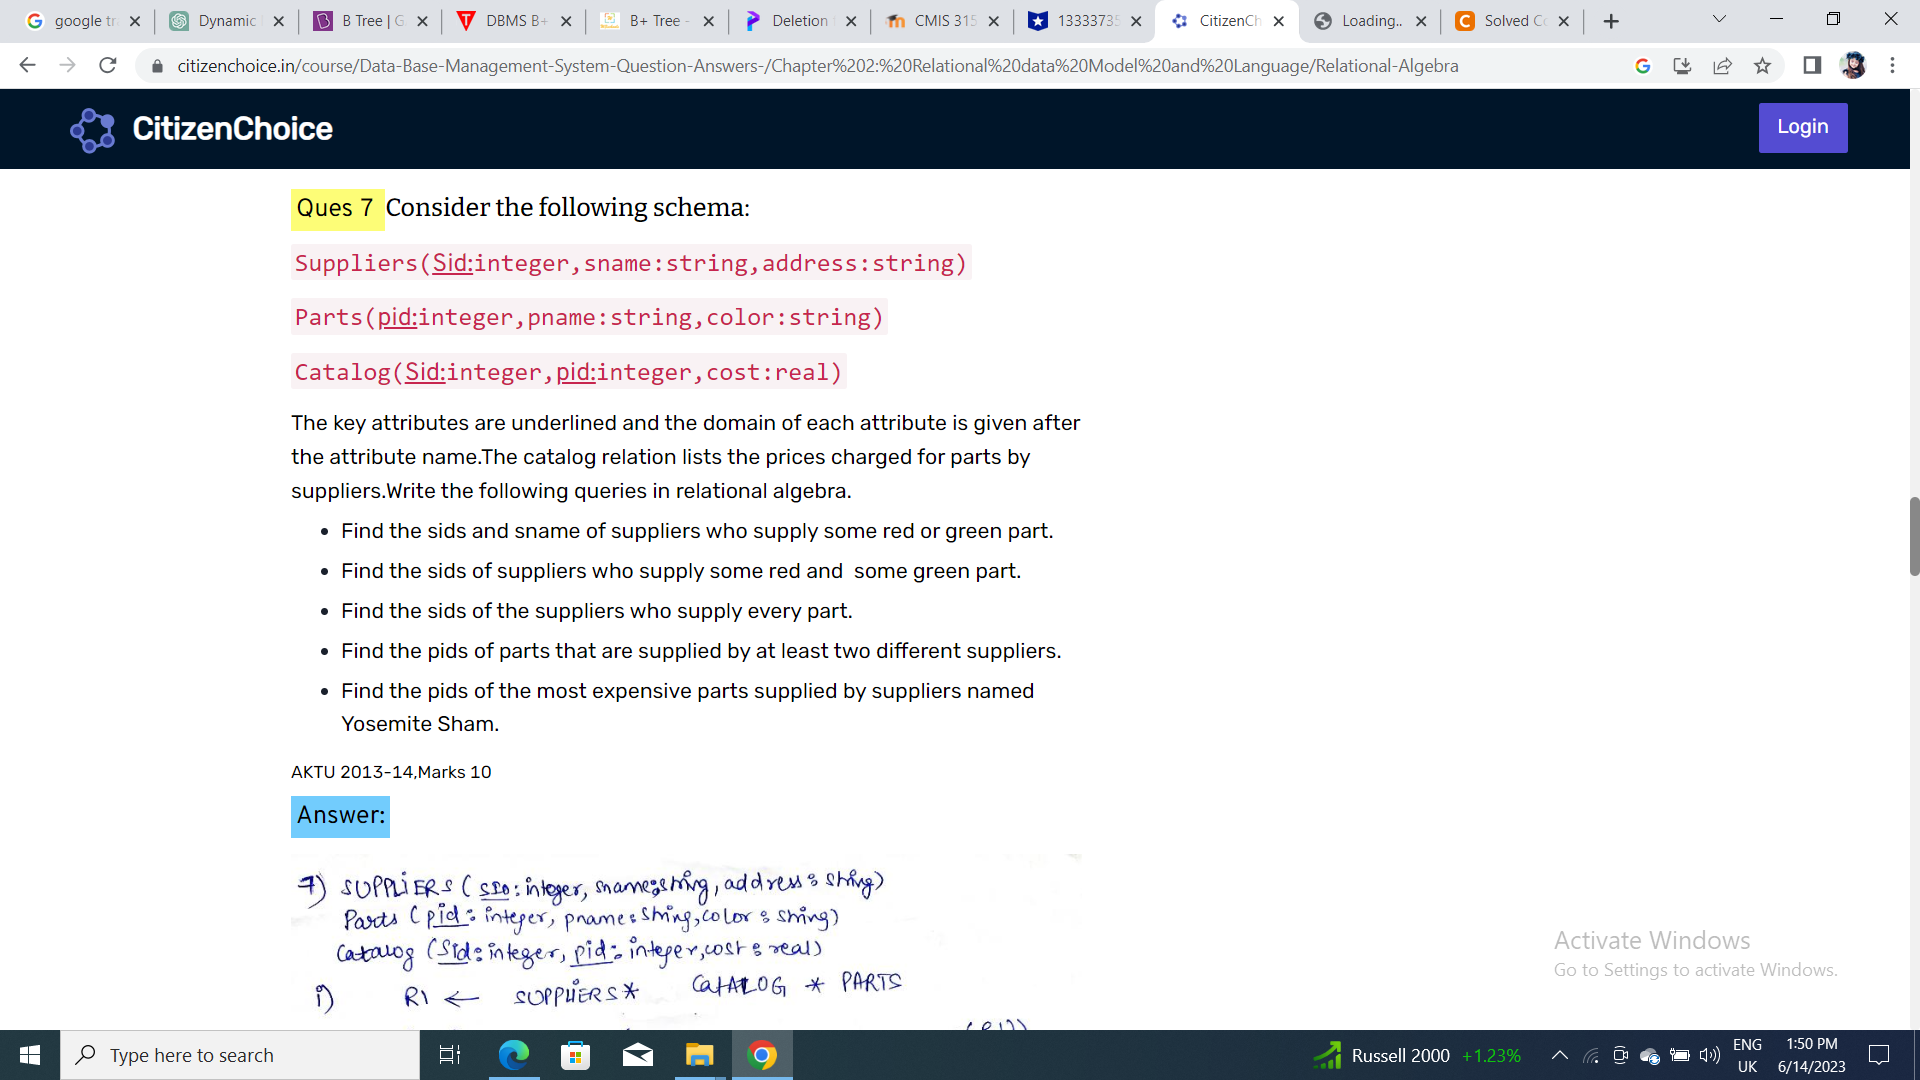 google tr
Dynamic
B Tree | G
DBMS B+
B+ Tree -
Deletion
CMIS 315
13333735
CitizenCh
Loading..
Solved Co
citizenchoice.in/course/Data-Base-Management-System-Question-Answers-/Chapter%202:%20Relational%20data%20Model%20and%20Language/Relational-Algebra
CitizenChoice
Login
Ques 7 Consider the following schema:
Suppliers(Sid:integer,sname:string,address:string)
Parts(pid:integer,pname:string,color:string)
Catalog(Sid:integer,pid:integer,cost:real)
The key attributes are underlined and the domain of each attribute is given after
the attribute name.The catalog relation lists the prices charged for parts by
suppliers.Write the following queries in relational algebra.
• Find the sids and sname of suppliers who supply some red or green part.
• Find the sids of suppliers who supply some red and some green part.
• Find the sids of the suppliers who supply every part.
• Find the pids of parts that are supplied by at least two different suppliers.
• Find the pids of the most expensive parts supplied by suppliers named
Yosemite Sham.
AKTU 2013-14,Marks 10
Answer:
7) SUPPLIERS (SID: integer, sname:string, address: string)
Parts (pid: integer, pname: string, color: string)
Catalog (Sid: integer, pid: integer, cost: real)
i) R1 ← SUPPLIERS * CATALOG * PARTS
Activate Windows
Go to Settings to activate Windows.
Type here to search
Russell 2000 +1.23%
ENG
UK
1:50 PM
6/14/2023